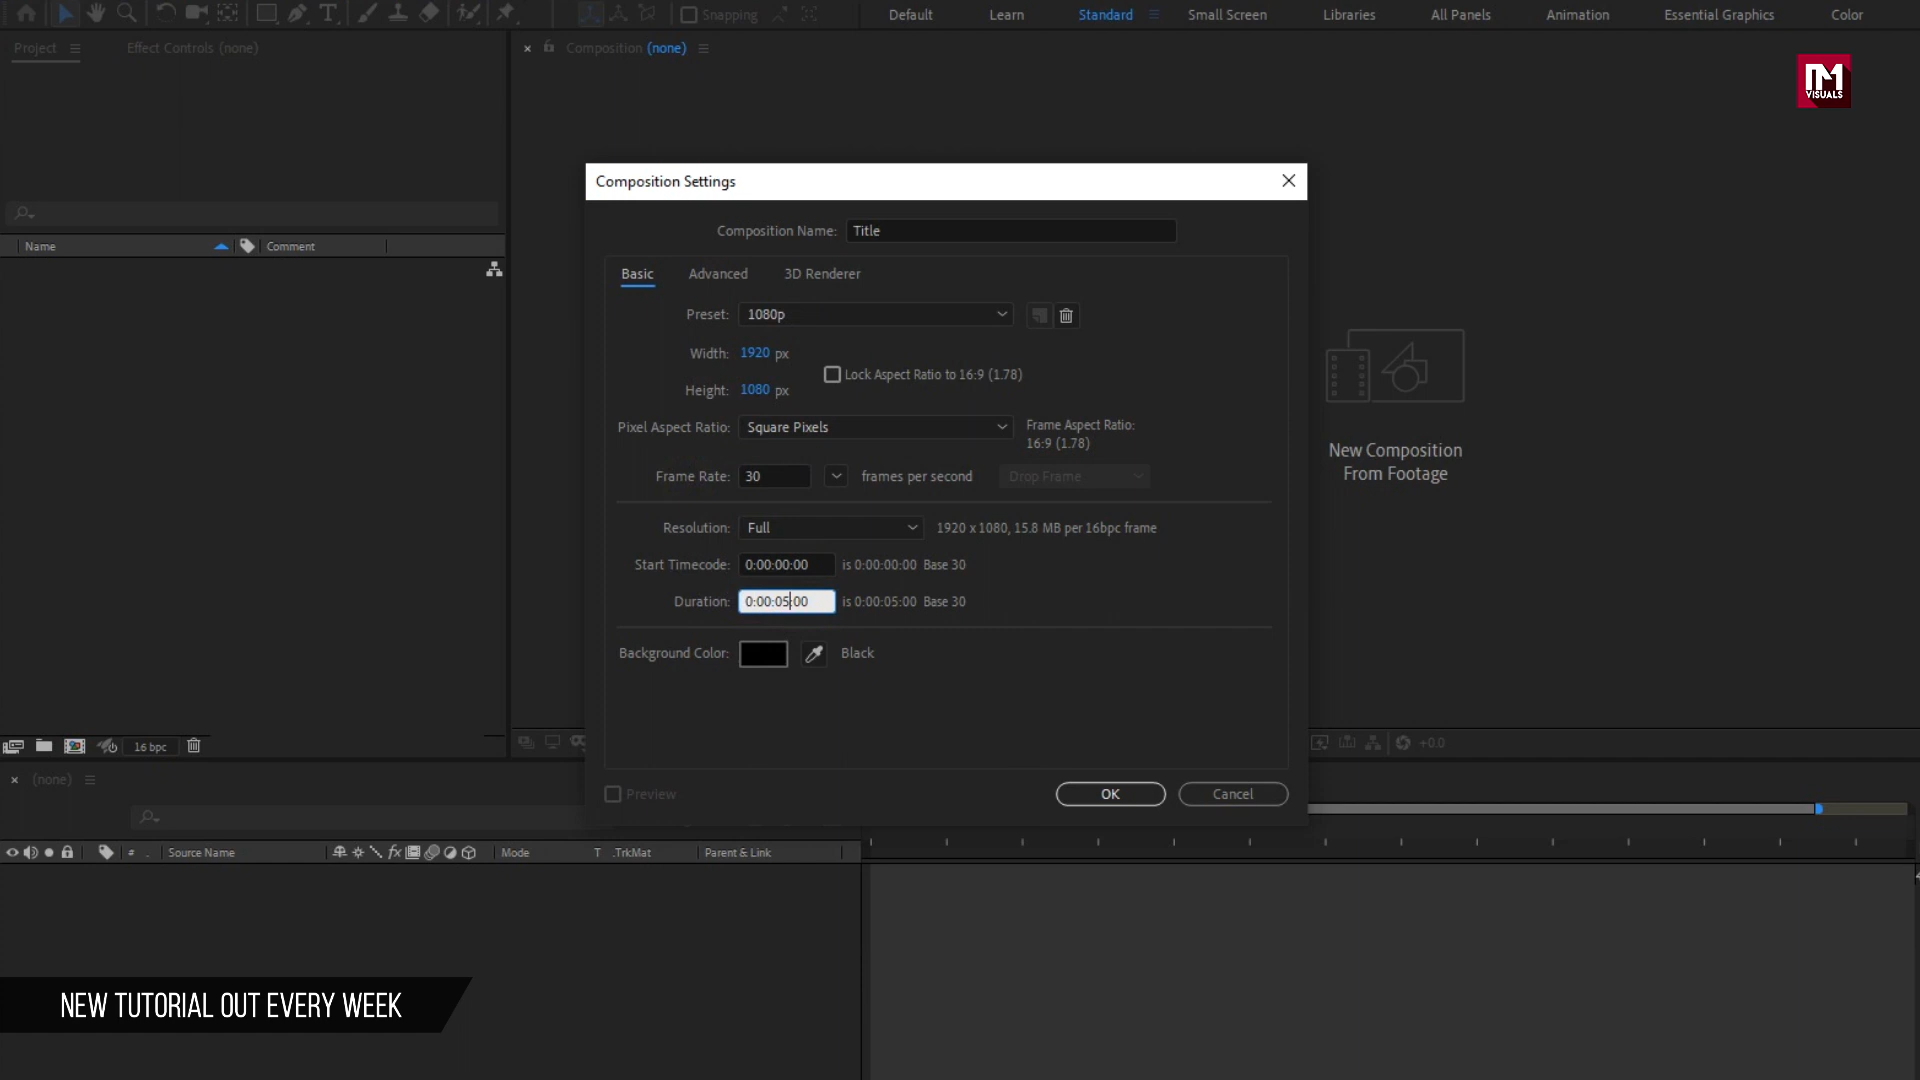 Snapping
Default
Learn
Standard
Small Screen
Libraries
All Panels
Animation
Essential Graphics
Color
Project
Effect Controls (none)
Composition (none)
IM
VISUALS
Composition Settings
Composition Name: Title
Name
Comment
Basic
Advanced
3D Renderer
Preset: 1080p
Width: 1920 px
Lock Aspect Ratio to 16:9 (1.78)
Height: 1080 px
Pixel Aspect Ratio: Square Pixels
Frame Aspect Ratio:
16:9 (1.78)
Frame Rate: 30 frames per second Drop Frame
New Composition
From Footage
Resolution: Full 1920 x 1080, 15.8 MB per 16bpc frame
Start Timecode: 0:00:00:00 is 0:00:00:00 Base 30
Duration: 0:00:05:00 is 0:00:05:00 Base 30
Background Color: Black
16 bpc
+0.0
(none)
Preview
OK
Cancel
# . Source Name
Mode
T .TrkMat
Parent & Link
NEW TUTORIAL OUT EVERY WEEK